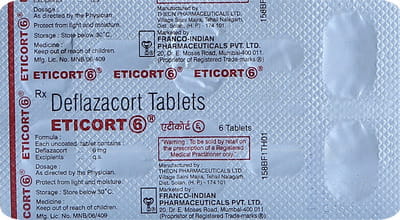 Dosage :
As directed by the Physician
Protect from light and moisture.
Storage : Store below 30°C.
Medicine :
Keep out of reach of children.
Mfg. Lic. No. MNB/06/409
Manufactured by :
THEON PHARMACEUTICALS LTD.
Village Saini Majra, Tehsil Nalagarh,
Dist. Solan, (H. P) - 174 101
Marketed by
FRANCO-INDIAN
PHARMACEUTICALS PVT. LTD.
20, Dr. E. Moses Road, Mumbai-400 011
(Proprietor of Registered Trade-marks ®)
ETICORT 6® ETICORT 6® ETICORT 6® ETICORT 6®
Rx Deflazacort Tablets
ETICORT 6® एटीकोर्ट ६ 6 Tablets
Formula :
Each uncoated tablet contains :
Deflazacort 6 mg
Excipients q.s.
"Warning : To be sold by retail on
the prescription of a Registered
Medical Practitioner only."
Dosage :
As directed by the Physician.
Protect from light and moisture.
Storage : Store below 30°C.
Medicine :
Keep out of reach of children.
Mfg. Lic. No. MNB/06/409
Manufactured by :
THEON PHARMACEUTICALS LTD.
Village Saini Majra, Tehsil Nalagarh,
Dist. Solan, (H. P) - 174 101
Marketed by
FRANCO-INDIAN
PHARMACEUTICALS PVT. LTD.
20, Dr. E. Moses Road, Mumbai-400 011
(Proprietor of Registered Trade-marks ®)
158BF1TH01